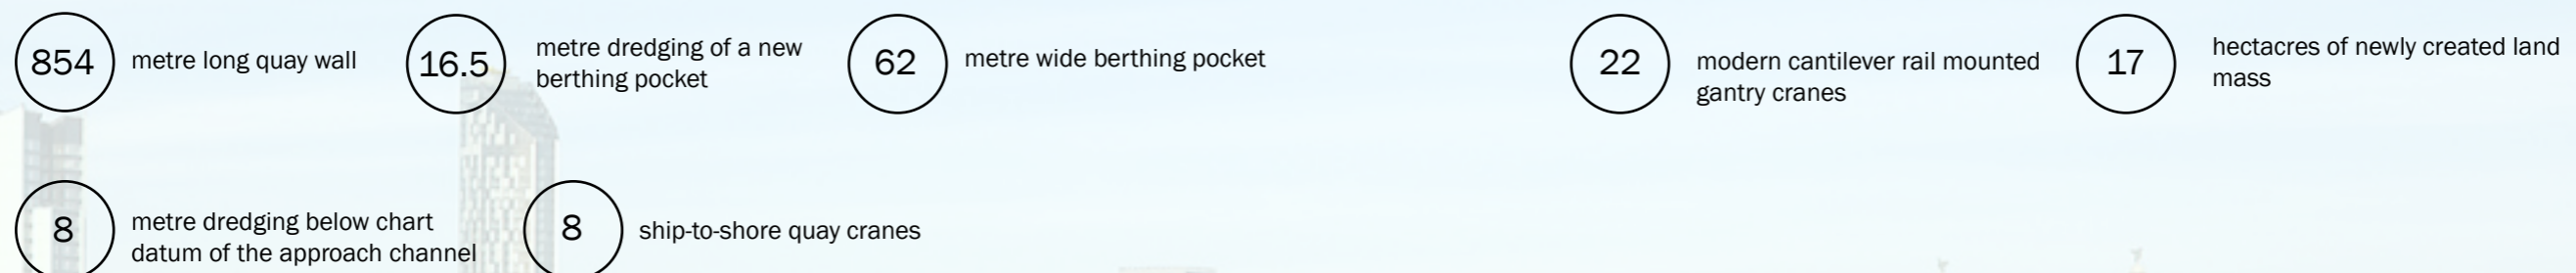 854
metre long quay wall
16.5
metre dredging of a new
berthing pocket
62
metre wide berthing pocket
22
modern cantilever rail mounted
gantry cranes
17
hectacres of newly created land
mass
8
metre dredging below chart
datum of the approach channel
8
ship-to-shore quay cranes